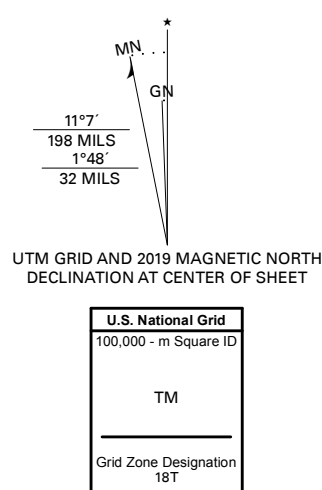 ★
MN
GN
11°7´
198 MILS
1°48´
32 MILS
UTM GRID AND 2019 MAGNETIC NORTH
DECLINATION AT CENTER OF SHEET
U.S. National Grid
100,000 - m Square ID
TM
Grid Zone Designation
18T